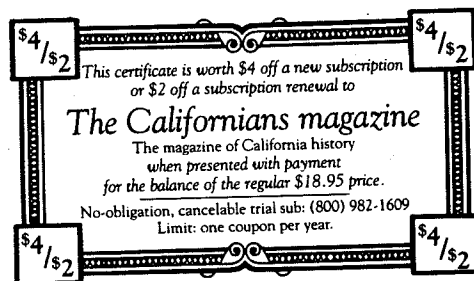 $4/$2
$4/$2
This certificate is worth $4 off a new subscription
or $2 off a subscription renewal to
The Californians magazine
The magazine of California history
when presented with payment
for the balance of the regular $18.95 price.
No-obligation, cancelable trial sub: (800) 982-1609
Limit: one coupon per year.
$4/$2
$4/$2